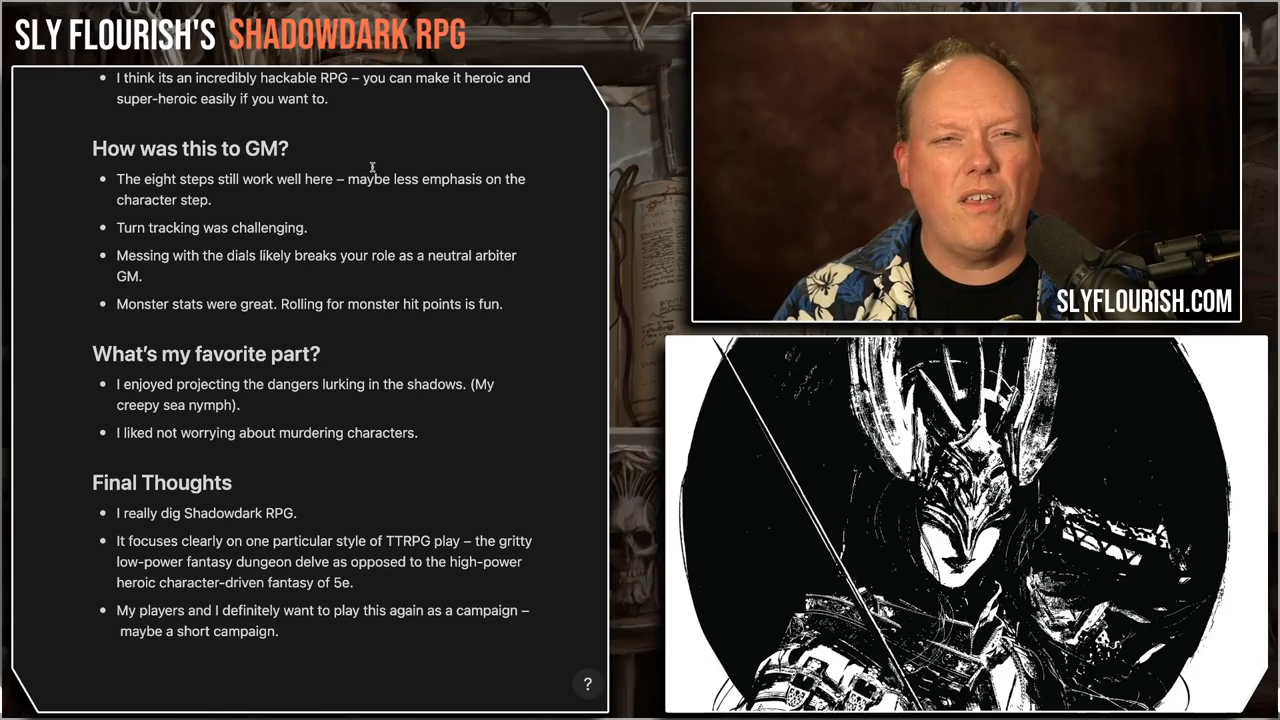 SLY FLOURISH'S SHADOWDARK RPG
• I think its an incredibly hackable RPG – you can make it heroic and
super-heroic easily if you want to.
How was this to GM?
• The eight steps still work well here – maybe less emphasis on the
character step.
• Turn tracking was challenging.
• Messing with the dials likely breaks your role as a neutral arbiter
GM.
• Monster stats were great. Rolling for monster hit points is fun.
What's my favorite part?
• I enjoyed projecting the dangers lurking in the shadows. (My
creepy sea nymph).
• I liked not worrying about murdering characters.
Final Thoughts
• I really dig Shadowdark RPG.
• It focuses clearly on one particular style of TTRPG play – the gritty
low-power fantasy dungeon delve as opposed to the high-power
heroic character-driven fantasy of 5e.
• My players and I definitely want to play this again as a campaign –
maybe a short campaign.
?
SLYFLOURISH.COM